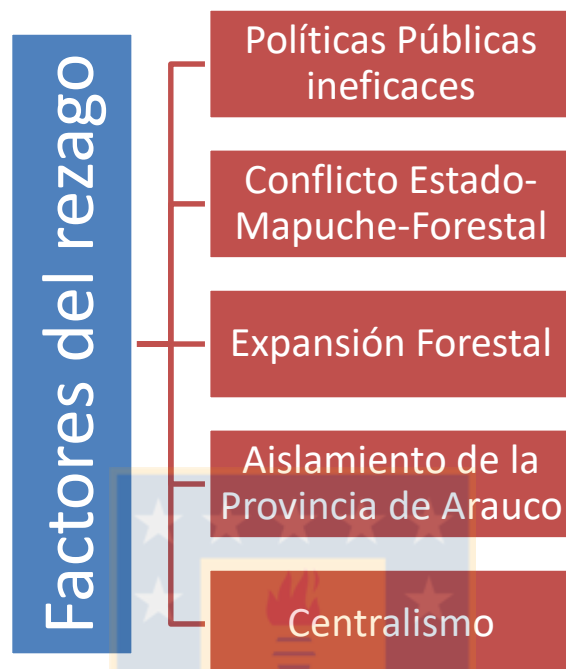 Factores del rezago
Políticas Públicas
ineficaces
Conflicto Estado-
Mapuche-Forestal
Expansión Forestal
Aislamiento de la
Provincia de Arauco
Centralismo